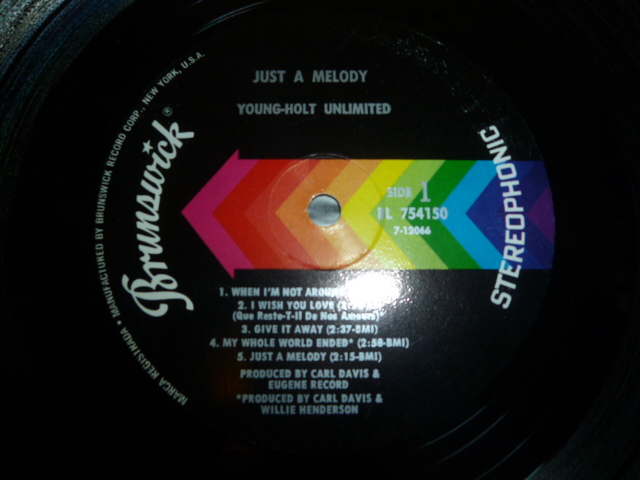 JUST A MELODY
YOUNG-HOLT UNLIMITED
Brunswick®
MARCA REGISTRADA • MANUFACTURED BY BRUNSWICK RECORD CORP., NEW YORK, U.S.A.
STEREOPHONIC
SIDE 1
BL 754150
7-12066
1. WHEN I'M NOT AROUND
2. I WISH YOU LOVE
(Que Reste-T-Il De Nos Amours)
3. GIVE IT AWAY (2:37-BMI)
4. MY WHOLE WORLD ENDED* (2:58-BMI)
5. JUST A MELODY (2:15-BMI)
PRODUCED BY CARL DAVIS &
EUGENE RECORD
*PRODUCED BY CARL DAVIS &
WILLIE HENDERSON